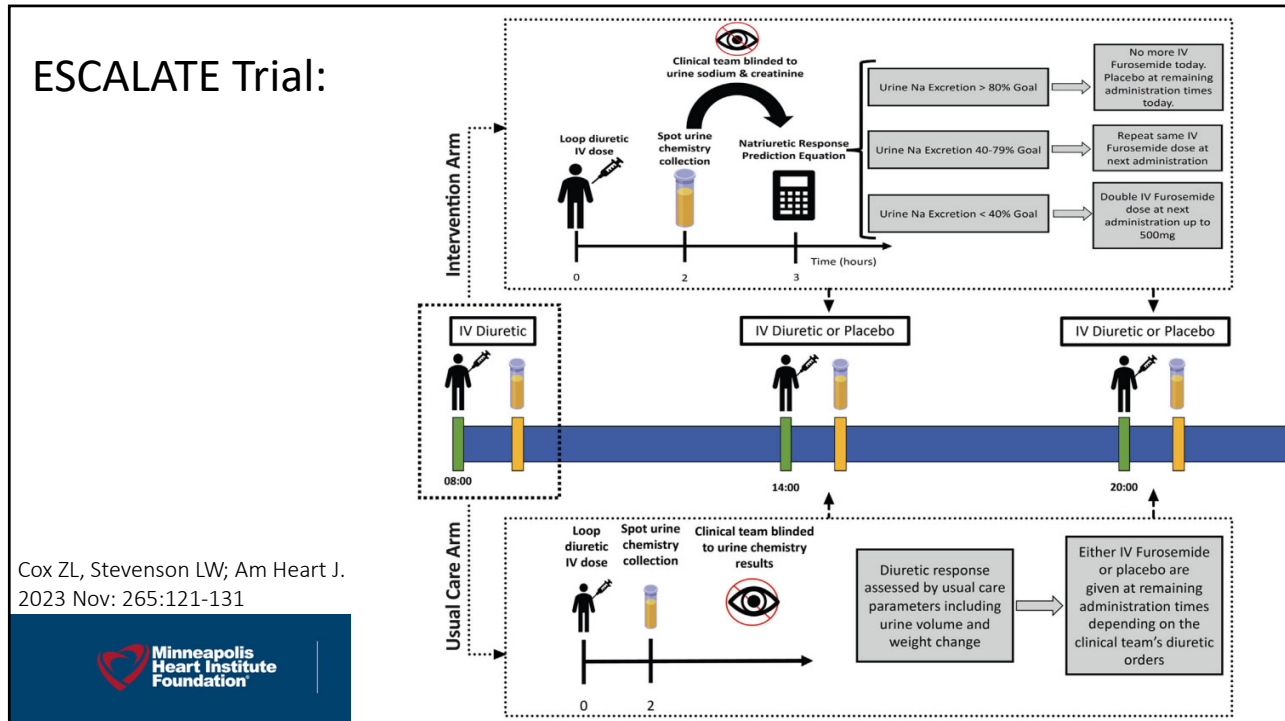 ESCALATE Trial:
Clinical team blinded to
urine sodium & creatinine
Intervention Arm
Loop diuretic
IV dose
Spot urine
chemistry
collection
Natriuretic Response
Prediction Equation
Urine Na Excretion > 80% Goal
No more IV
Furosemide today.
Placebo at remaining
administration times
today.
Urine Na Excretion 40-79% Goal
Repeat same IV
Furosemide dose at
next administration
Urine Na Excretion < 40% Goal
Double IV Furosemide
dose at next
administration up to
500mg
0
2
3
Time (hours)
IV Diuretic
IV Diuretic or Placebo
IV Diuretic or Placebo
08:00
14:00
20:00
Usual Care Arm
Loop
diuretic
IV dose
Spot urine
chemistry
collection
Clinical team blinded
to urine chemistry
results
0
2
Diuretic response
assessed by usual care
parameters including
urine volume and
weight change
Either IV Furosemide
or placebo are
given at remaining
administration times
depending on the
clinical team's diuretic
orders
Cox ZL, Stevenson LW; Am Heart J.
2023 Nov: 265:121-131
Minneapolis
Heart Institute
Foundation®